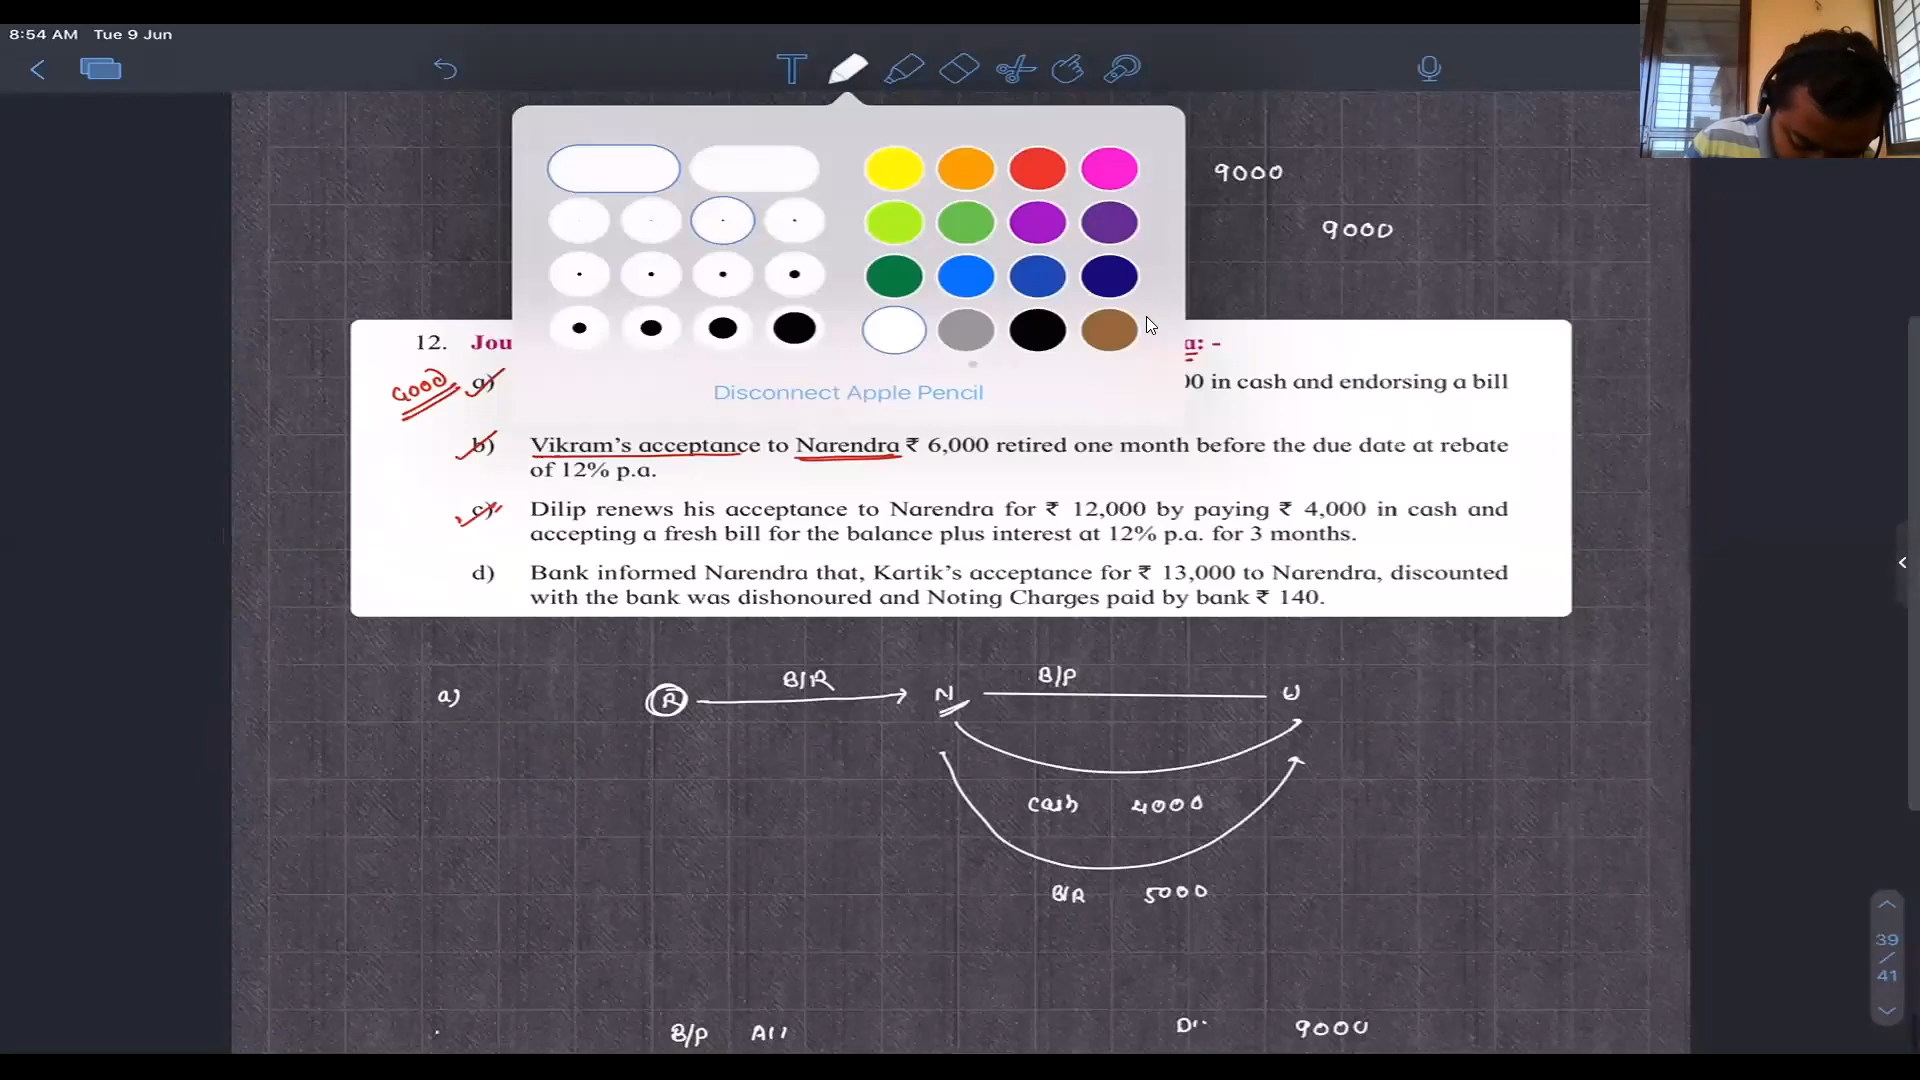 8:54 AM Tue 9 Jun
T
9000
9000
12. Jou a: -
GOOD a) 00 in cash and endorsing a bill
Disconnect Apple Pencil
b) Vikram's acceptance to Narendra ₹ 6,000 retired one month before the due date at rebate
of 12% p.a.
c) Dilip renews his acceptance to Narendra for ₹ 12,000 by paying ₹ 4,000 in cash and
accepting a fresh bill for the balance plus interest at 12% p.a. for 3 months.
d) Bank informed Narendra that, Kartik's acceptance for ₹ 13,000 to Narendra, discounted
with the bank was dishonoured and Noting Charges paid by bank ₹ 140.
a) R B/R N B/P U
cash 4000
B/R 5000
39
/
41
B/P 9000